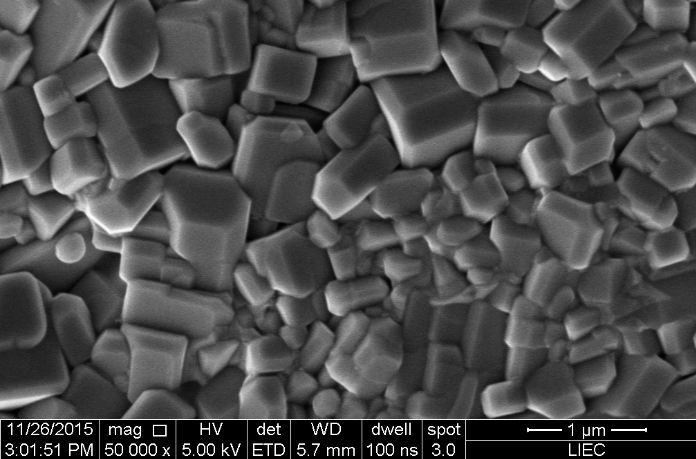 11/26/2015 mag HV det WD dwell spot 1 µm
3:01:51 PM 50 000 x 5.00 kV ETD 5.7 mm 100 ns 3.0 LIEC